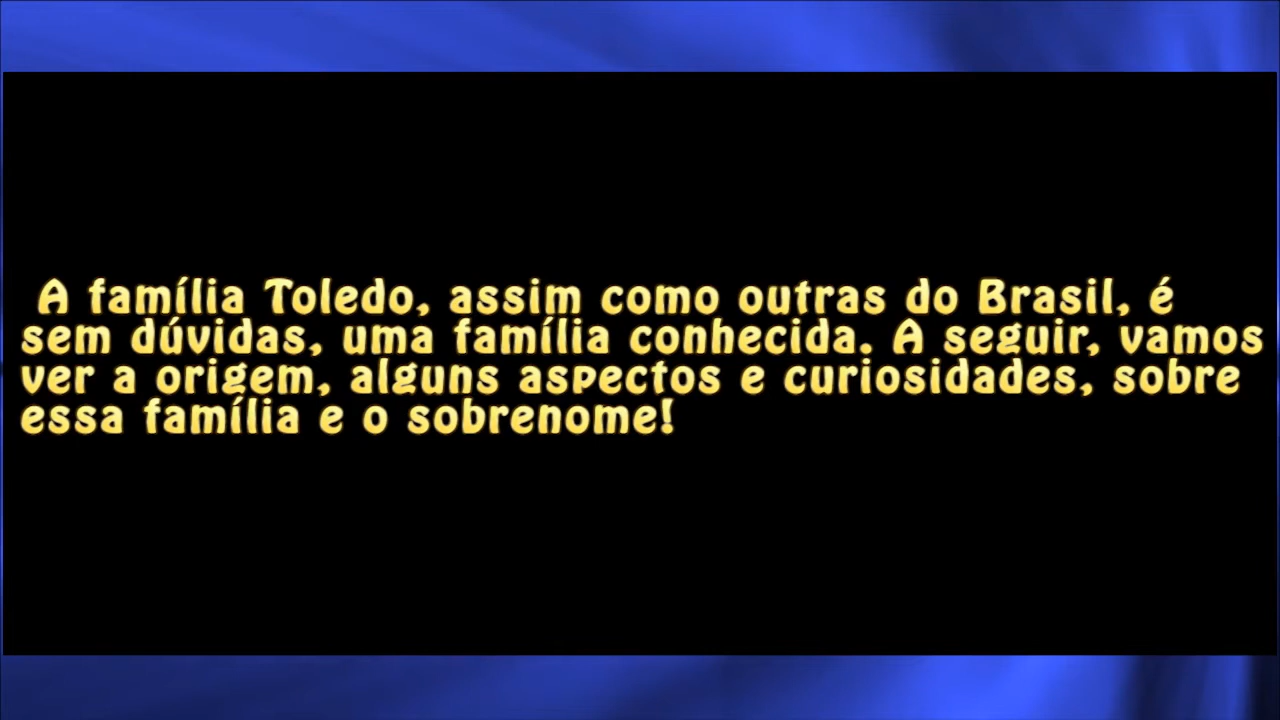 A família Toledo, assim como outras do Brasil, é
sem dúvidas, uma família conhecida. A seguir, vamos
ver a origem, alguns aspectos e curiosidades, sobre
essa família e o sobrenome!